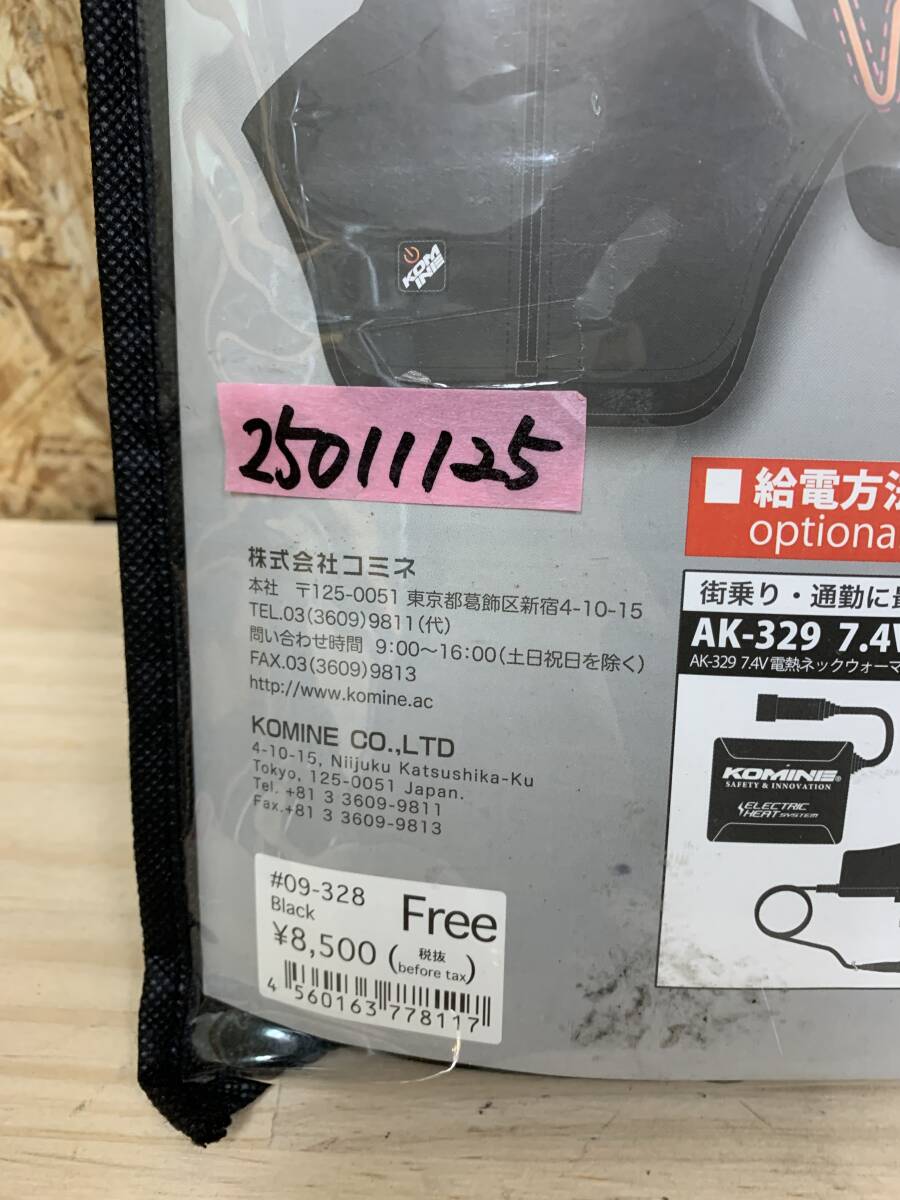 KOM
INE
25011125
株式会社コミネ
本社 〒125-0051 東京都葛飾区新宿4-10-15
TEL.03(3609)9811(代)
問い合わせ時間 9:00〜16:00(土日祝日を除く)
FAX.03(3609)9813
http://www.komine.ac
KOMINE CO.,LTD
4-10-15, Niijuku Katsushika-Ku
Tokyo, 125-0051 Japan.
Tel. +81 3 3609-9811
Fax.+81 3 3609-9813
#09-328
Black
Free
¥8,500 (税抜 before tax)
4 560163 778117
■ 給電方法
optiona
街乗り・通勤に最
AK-329 7.4V
AK-329 7.4V 電熱ネックウォーマ
KOMINE®
SAFETY & INNOVATION
ELECTRIC
HEAT SYSTEM